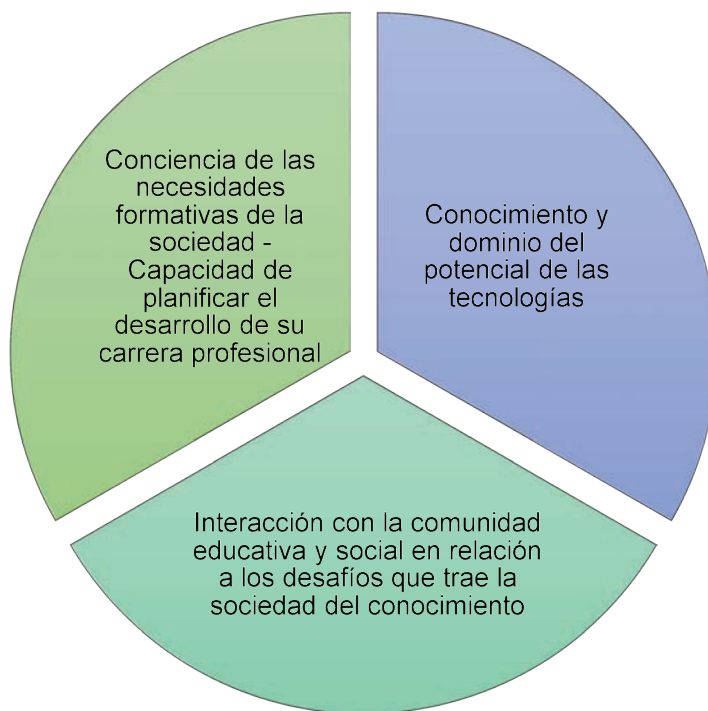 Conciencia de las
necesidades
formativas de la
sociedad -
Capacidad de
planificar el
desarrollo de su
carrera profesional
Conocimiento y
dominio del
potencial de las
tecnologías
Interacción con la comunidad
educativa y social en relación
a los desafíos que trae la
sociedad del conocimiento